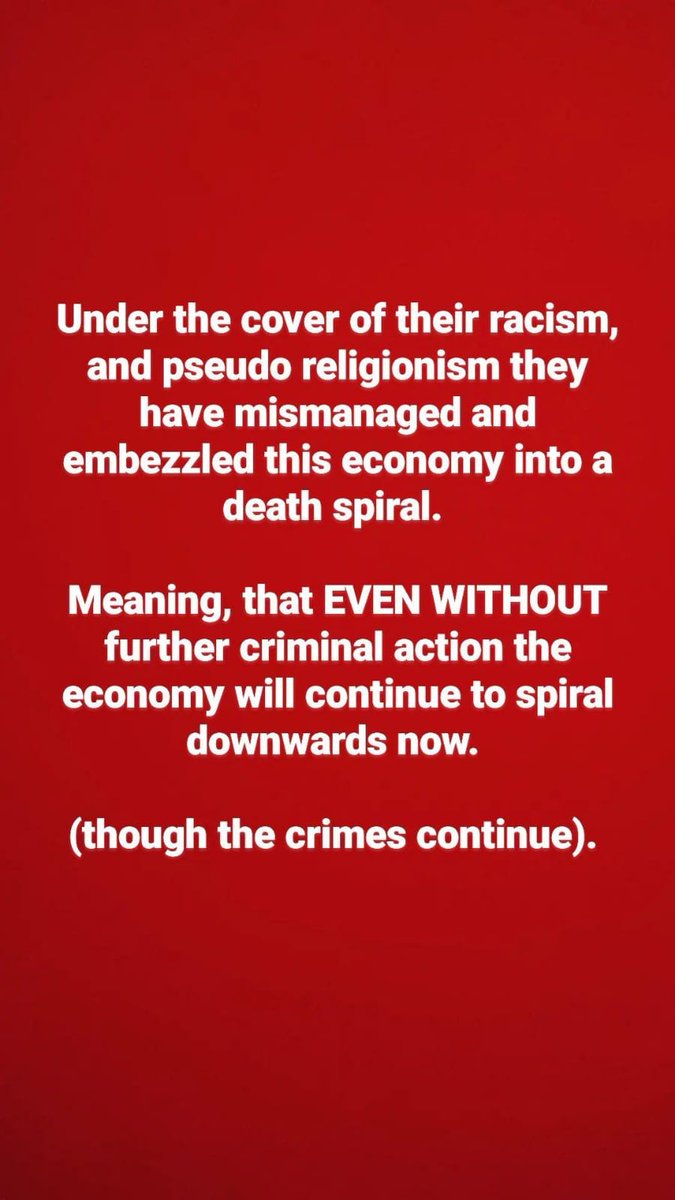 Under the cover of their racism,
and pseudo religionism they
have mismanaged and
embezzled this economy into a
death spiral.
Meaning, that EVEN WITHOUT
further criminal action the
economy will continue to spiral
downwards now.
(though the crimes continue).